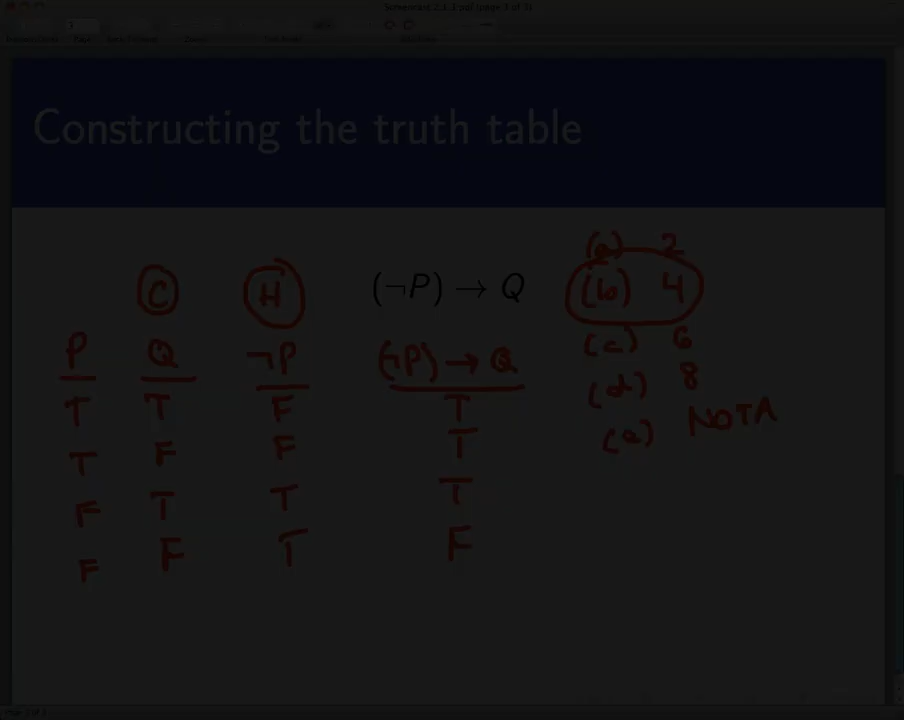 Constructing the truth table
(a) 2
C H (¬P) → Q (b) 4
P Q ¬P (¬P) → Q (c) 6
T T F T (d) 8
T F F T (e) NOTA
F T T T
F F T F